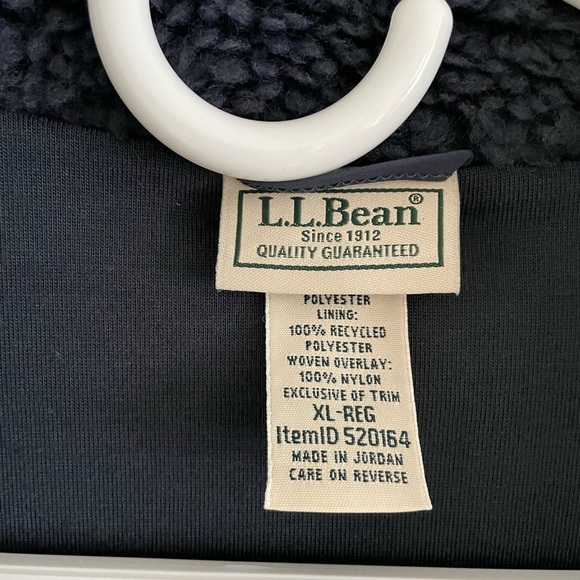 L.L.Bean®
Since 1912
QUALITY GUARANTEED
POLYESTER
LINING:
100% RECYCLED
POLYESTER
WOVEN OVERLAY:
100% NYLON
EXCLUSIVE OF TRIM
XL-REG
ItemID 520164
MADE IN JORDAN
CARE ON REVERSE